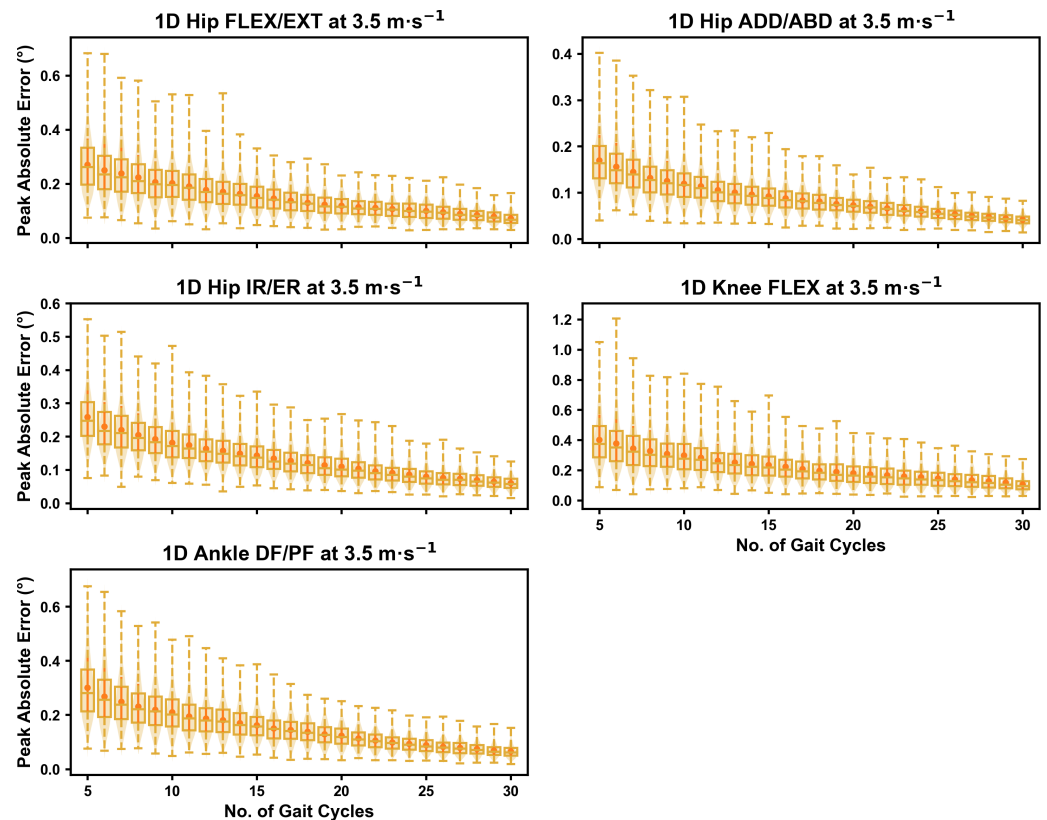 1D Hip FLEX/EXT at 3.5 m·s⁻¹
Peak Absolute Error (°)
0.6
0.4
0.2
0.0
1D Hip ADD/ABD at 3.5 m·s⁻¹
0.4
0.3
0.2
0.1
0.0
1D Hip IR/ER at 3.5 m·s⁻¹
Peak Absolute Error (°)
0.6
0.5
0.4
0.3
0.2
0.1
0.0
1D Knee FLEX at 3.5 m·s⁻¹
1.2
1.0
0.8
0.6
0.4
0.2
0.0
5 10 15 20 25 30
No. of Gait Cycles
1D Ankle DF/PF at 3.5 m·s⁻¹
Peak Absolute Error (°)
0.6
0.4
0.2
0.0
5 10 15 20 25 30
No. of Gait Cycles